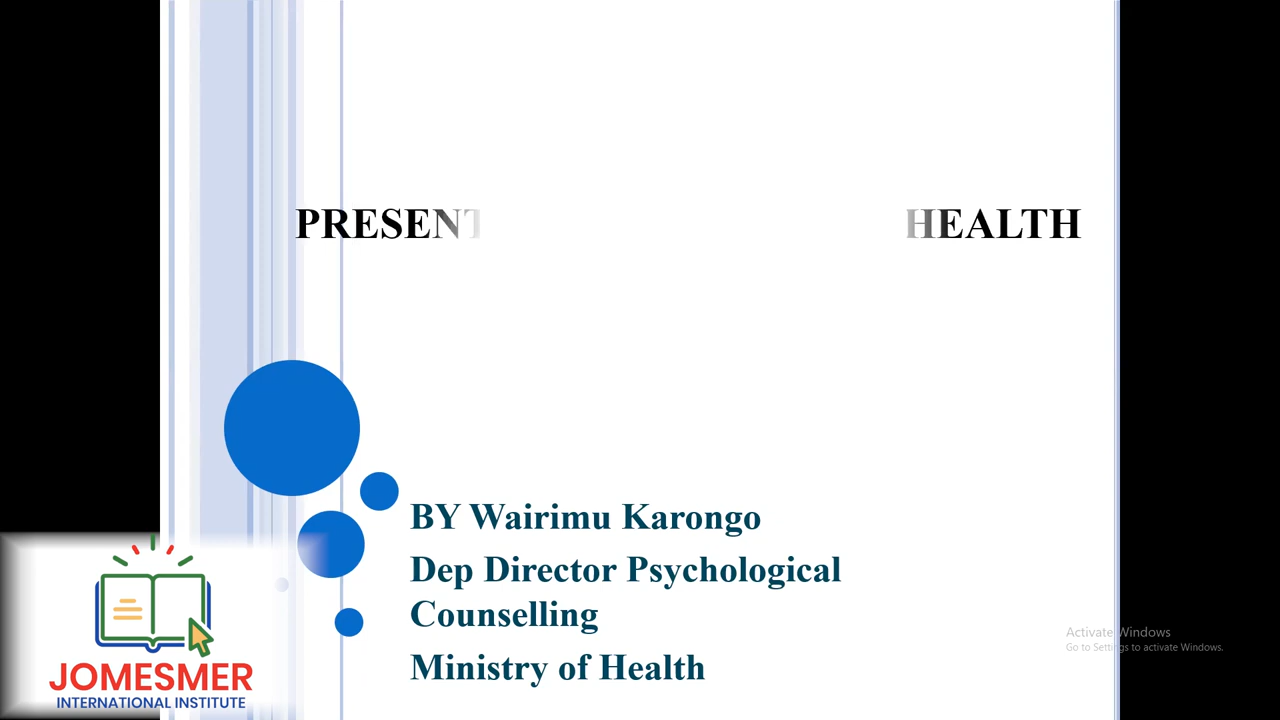 PRESENT HEALTH
BY Wairimu Karongo
Dep Director Psychological
Counselling
Ministry of Health
Activate Windows
Go to Settings to activate Windows.
JOMESMER
INTERNATIONAL INSTITUTE